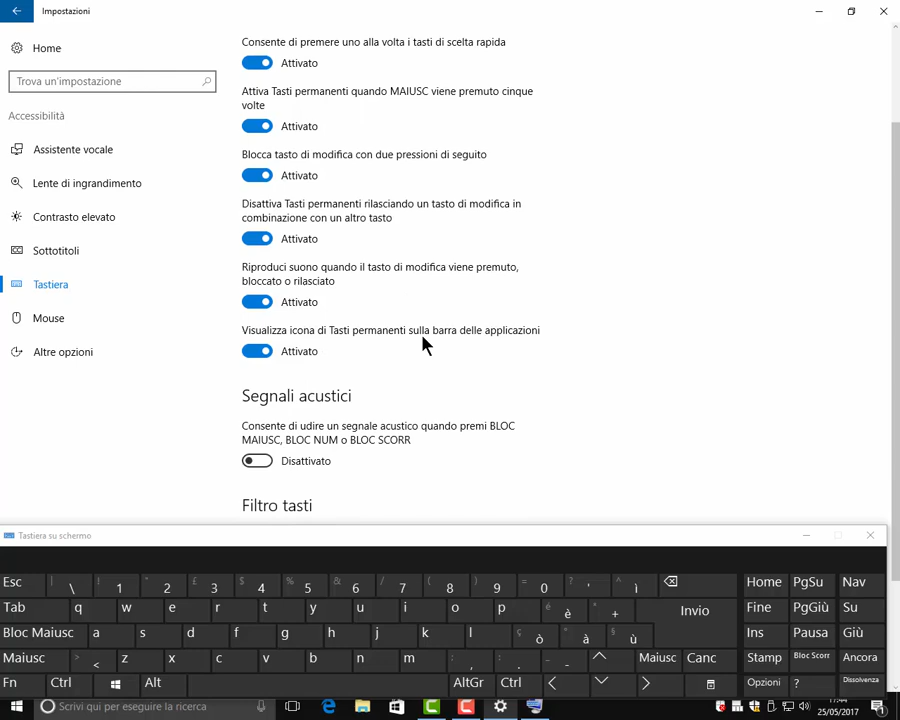 Impostazioni
Home
Trova un'impostazione
Accessibilità
Assistente vocale
Lente di ingrandimento
Contrasto elevato
Sottotitoli
Tastiera
Mouse
Altre opzioni
Consente di premere uno alla volta i tasti di scelta rapida
Attivato
Attiva Tasti permanenti quando MAIUSC viene premuto cinque
volte
Attivato
Blocca tasto di modifica con due pressioni di seguito
Attivato
Disattiva Tasti permanenti rilasciando un tasto di modifica in
combinazione con un altro tasto
Attivato
Riproduci suono quando il tasto di modifica viene premuto,
bloccato o rilasciato
Attivato
Visualizza icona di Tasti permanenti sulla barra delle applicazioni
Attivato
Segnali acustici
Consente di udire un segnale acustico quando premi BLOC
MAIUSC, BLOC NUM o BLOC SCORR
Disattivato
Filtro tasti
Tastiera su schermo
Esc | \ ! 1 " 2 £ 3 $ 4 % 5 & 6 / 7 ( 8 ) 9 = 0 ? ' ^ ì Home PgSu Nav
Tab q w e r t y u i o p é è * + Invio Fine PgGiù Su
Bloc Maiusc a s d f g h j k l ç ò ° à § ù Ins Pausa Giù
Maiusc > < z x c v b n m ; , : . _ - Maiusc Canc Stamp Bloc Scorr Ancora
Fn Ctrl Alt AltGr Ctrl Opzioni ? Dissolvenza
Scrivi qui per eseguire la ricerca
17:44
25/05/2017
1